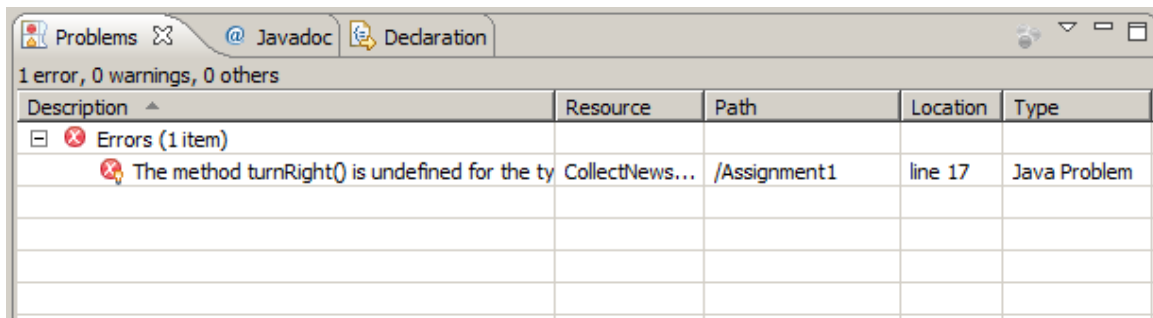 Problems @ Javadoc Declaration
1 error, 0 warnings, 0 others
Description Resource Path Location Type
Errors (1 item)
The method turnRight() is undefined for the ty CollectNews... /Assignment1 line 17 Java Problem